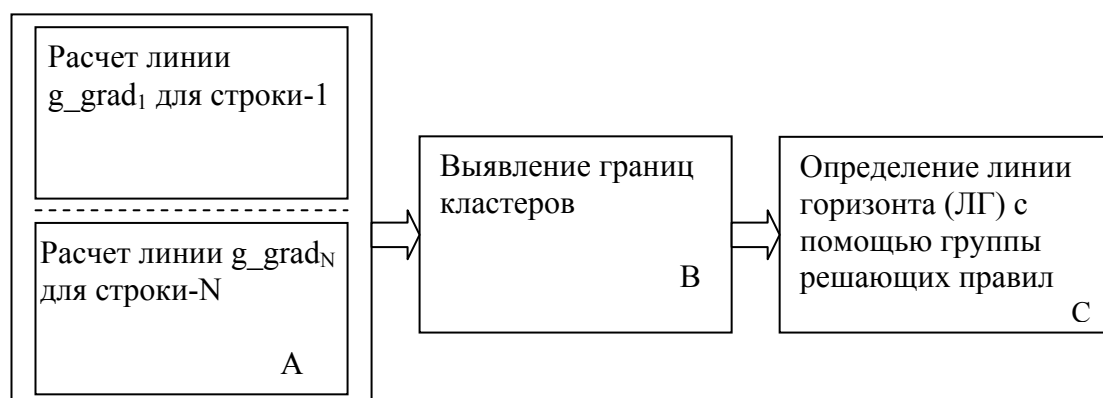 Расчет линии
g_grad₁ для строки-1
Расчет линии g_gradN
для строки-N
А
Выявление границ
кластеров
В
Определение линии
горизонта (ЛГ) с
помощью группы
решающих правил
С